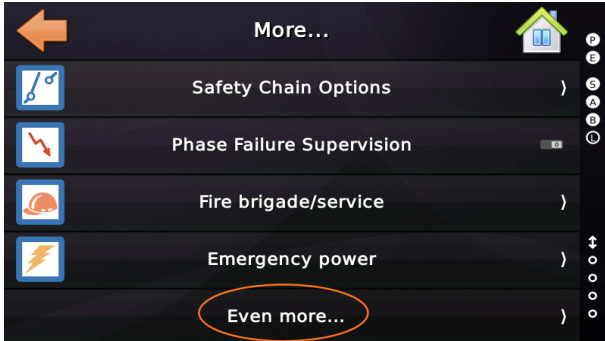 More...
Safety Chain Options
Phase Failure Supervision
Fire brigade/service
Emergency power
Even more...
P
E
S
A
B
L